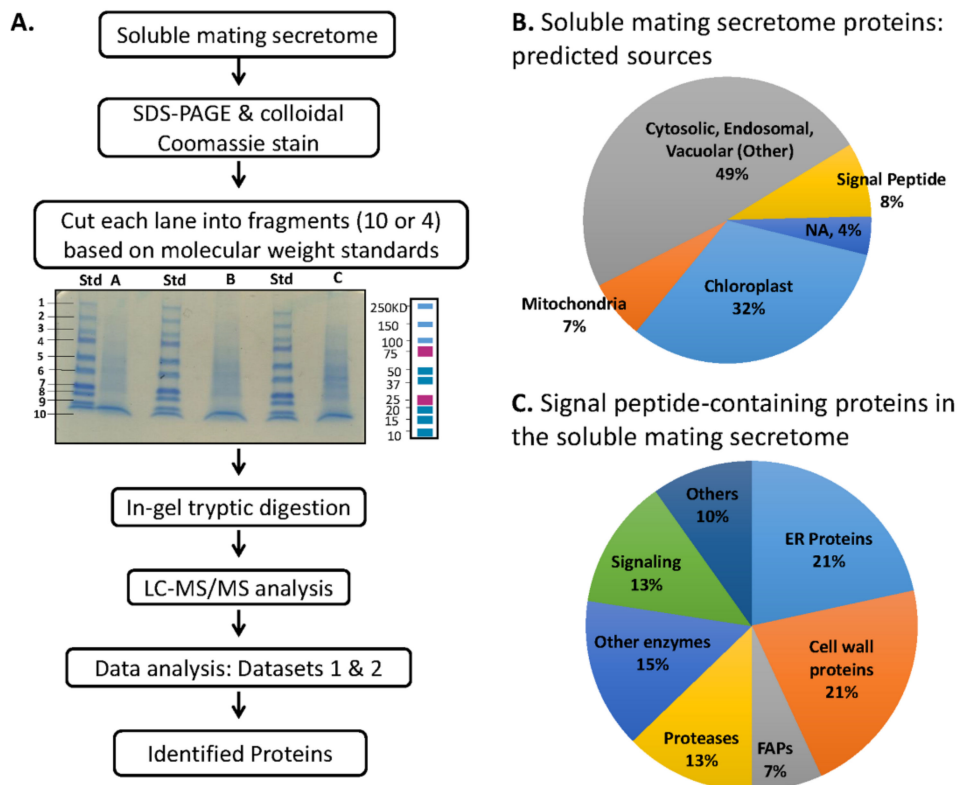 A.
Soluble mating secretome
SDS-PAGE & colloidal
Coomassie stain
Cut each lane into fragments (10 or 4)
based on molecular weight standards
Std A Std B Std C
1
2
3
4
5
6
7
8
9
10
250KD
150
100
75
50
37
25
20
15
10
In-gel tryptic digestion
LC-MS/MS analysis
Data analysis: Datasets 1 & 2
Identified Proteins
B. Soluble mating secretome proteins:
predicted sources
Cytosolic, Endosomal,
Vacuolar (Other)
49%
Signal Peptide
8%
NA, 4%
Chloroplast
32%
Mitochondria
7%
C. Signal peptide-containing proteins in
the soluble mating secretome
Others
10%
ER Proteins
21%
Signaling
13%
Other enzymes
15%
Cell wall
proteins
21%
Proteases
13%
FAPs
7%